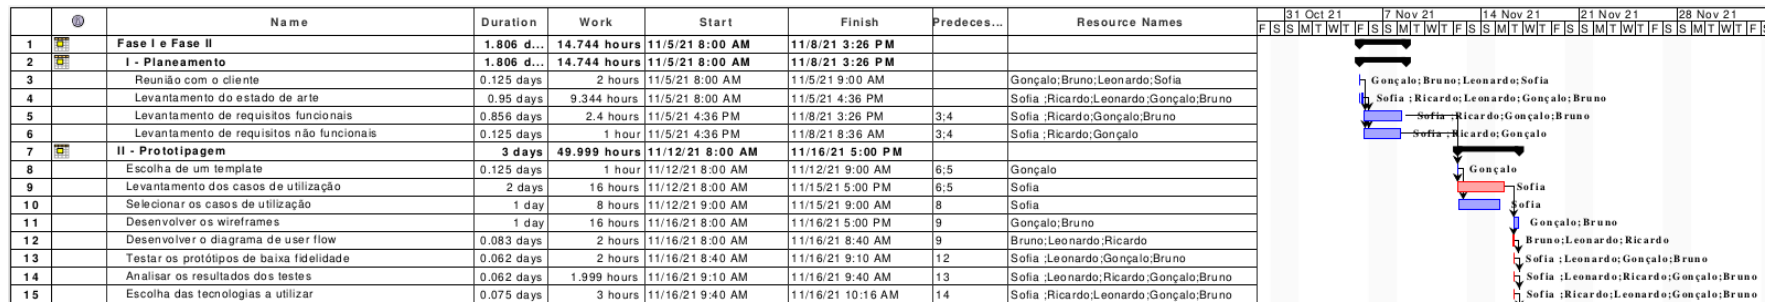 Name Duration Work Start Finish Predeces... Resource Names 31 Oct 21 7 Nov 21 14 Nov 21 21 Nov 21 28 Nov 21
F S S M T W T F S S M T W T F S S M T W T F S S M T W T F S S M T W T F
1 Fase I e Fase II 1.806 d... 14.744 hours 11/5/21 8:00 AM 11/8/21 3:26 PM
2 I - Planeamento 1.806 d... 14.744 hours 11/5/21 8:00 AM 11/8/21 3:26 PM
3 Reunião com o cliente 0.125 days 2 hours 11/5/21 8:00 AM 11/5/21 9:00 AM Gonçalo;Bruno;Leonardo;Sofia Gonçalo;Bruno;Leonardo;Sofia
4 Levantamento do estado de arte 0.95 days 9.344 hours 11/5/21 8:00 AM 11/5/21 4:36 PM Sofia ;Ricardo;Leonardo;Gonçalo;Bruno Sofia ;Ricardo;Leonardo;Gonçalo;Bruno
5 Levantamento de requisitos funcionais 0.856 days 2.4 hours 11/5/21 4:36 PM 11/8/21 3:26 PM 3;4 Sofia ;Ricardo;Gonçalo;Bruno Sofia ;Ricardo;Gonçalo;Bruno
6 Levantamento de requisitos não funcionais 0.125 days 1 hour 11/5/21 4:36 PM 11/8/21 8:36 AM 3;4 Sofia ;Ricardo;Gonçalo Sofia ;Ricardo;Gonçalo
7 II - Prototipagem 3 days 49.999 hours 11/12/21 8:00 AM 11/16/21 5:00 PM
8 Escolha de um template 0.125 days 1 hour 11/12/21 8:00 AM 11/12/21 9:00 AM 6;5 Gonçalo Gonçalo
9 Levantamento dos casos de utilização 2 days 16 hours 11/12/21 8:00 AM 11/15/21 5:00 PM 6;5 Sofia Sofia
10 Selecionar os casos de utilização 1 day 8 hours 11/12/21 9:00 AM 11/15/21 9:00 AM 8 Sofia Sofia
11 Desenvolver os wireframes 1 day 16 hours 11/16/21 8:00 AM 11/16/21 5:00 PM 9 Gonçalo;Bruno Gonçalo;Bruno
12 Desenvolver o diagrama de user flow 0.083 days 2 hours 11/16/21 8:00 AM 11/16/21 8:40 AM 9 Bruno;Leonardo;Ricardo Bruno;Leonardo;Ricardo
13 Testar os protótipos de baixa fidelidade 0.062 days 2 hours 11/16/21 8:40 AM 11/16/21 9:10 AM 12 Sofia ;Leonardo;Gonçalo;Bruno Sofia ;Leonardo;Gonçalo;Bruno
14 Analisar os resultados dos testes 0.062 days 1.999 hours 11/16/21 9:10 AM 11/16/21 9:40 AM 13 Sofia ;Leonardo;Ricardo;Gonçalo;Bruno Sofia ;Leonardo;Ricardo;Gonçalo;Bruno
15 Escolha das tecnologias a utilizar 0.075 days 3 hours 11/16/21 9:40 AM 11/16/21 10:16 AM 14 Sofia ;Ricardo;Leonardo;Gonçalo;Bruno Sofia ;Ricardo;Leonardo;Gonçalo;Bruno